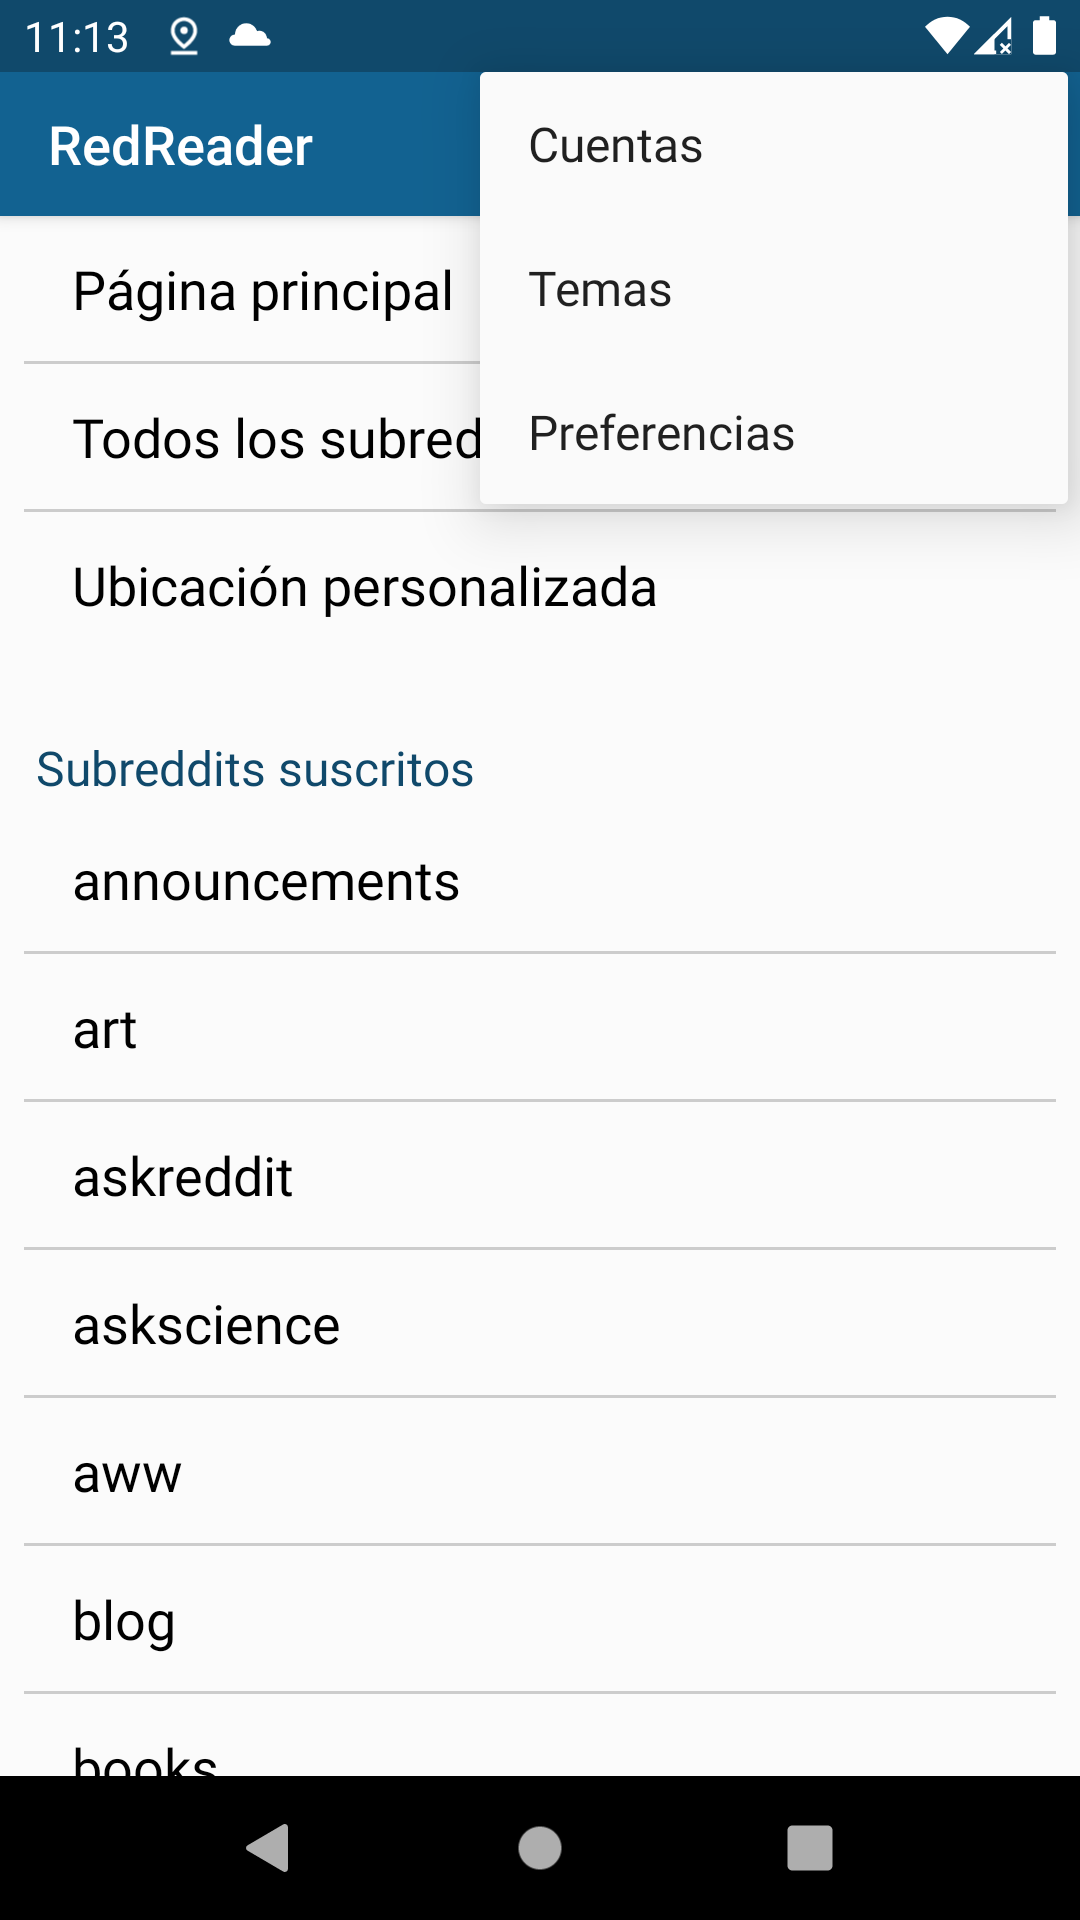 11:13
RedReader
Cuentas
Temas
Preferencias
Página principal
Todos los subred
Ubicación personalizada
Subreddits suscritos
announcements
art
askreddit
askscience
aww
blog
books